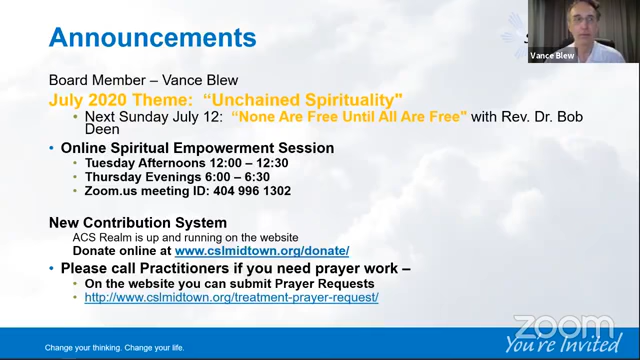 Announcements
Vance Blew
Board Member – Vance Blew
July 2020 Theme:  “Unchained Spirituality"
• Next Sunday July 12:  “None Are Free Until All Are Free" with Rev. Dr. Bob
Deen
• Online Spiritual Empowerment Session
• Tuesday Afternoons 12:00 – 12:30
• Thursday Evenings 6:00 – 6:30
• Zoom.us meeting ID: 404 996 1302
New Contribution System
ACS Realm is up and running on the website
Donate online at www.cslmidtown.org/donate/
• Please call Practitioners if you need prayer work –
• On the website you can submit Prayer Requests
• http://www.cslmidtown.org/treatment-prayer-request/
zoom
Change your thinking. Change your life.
You're Invited